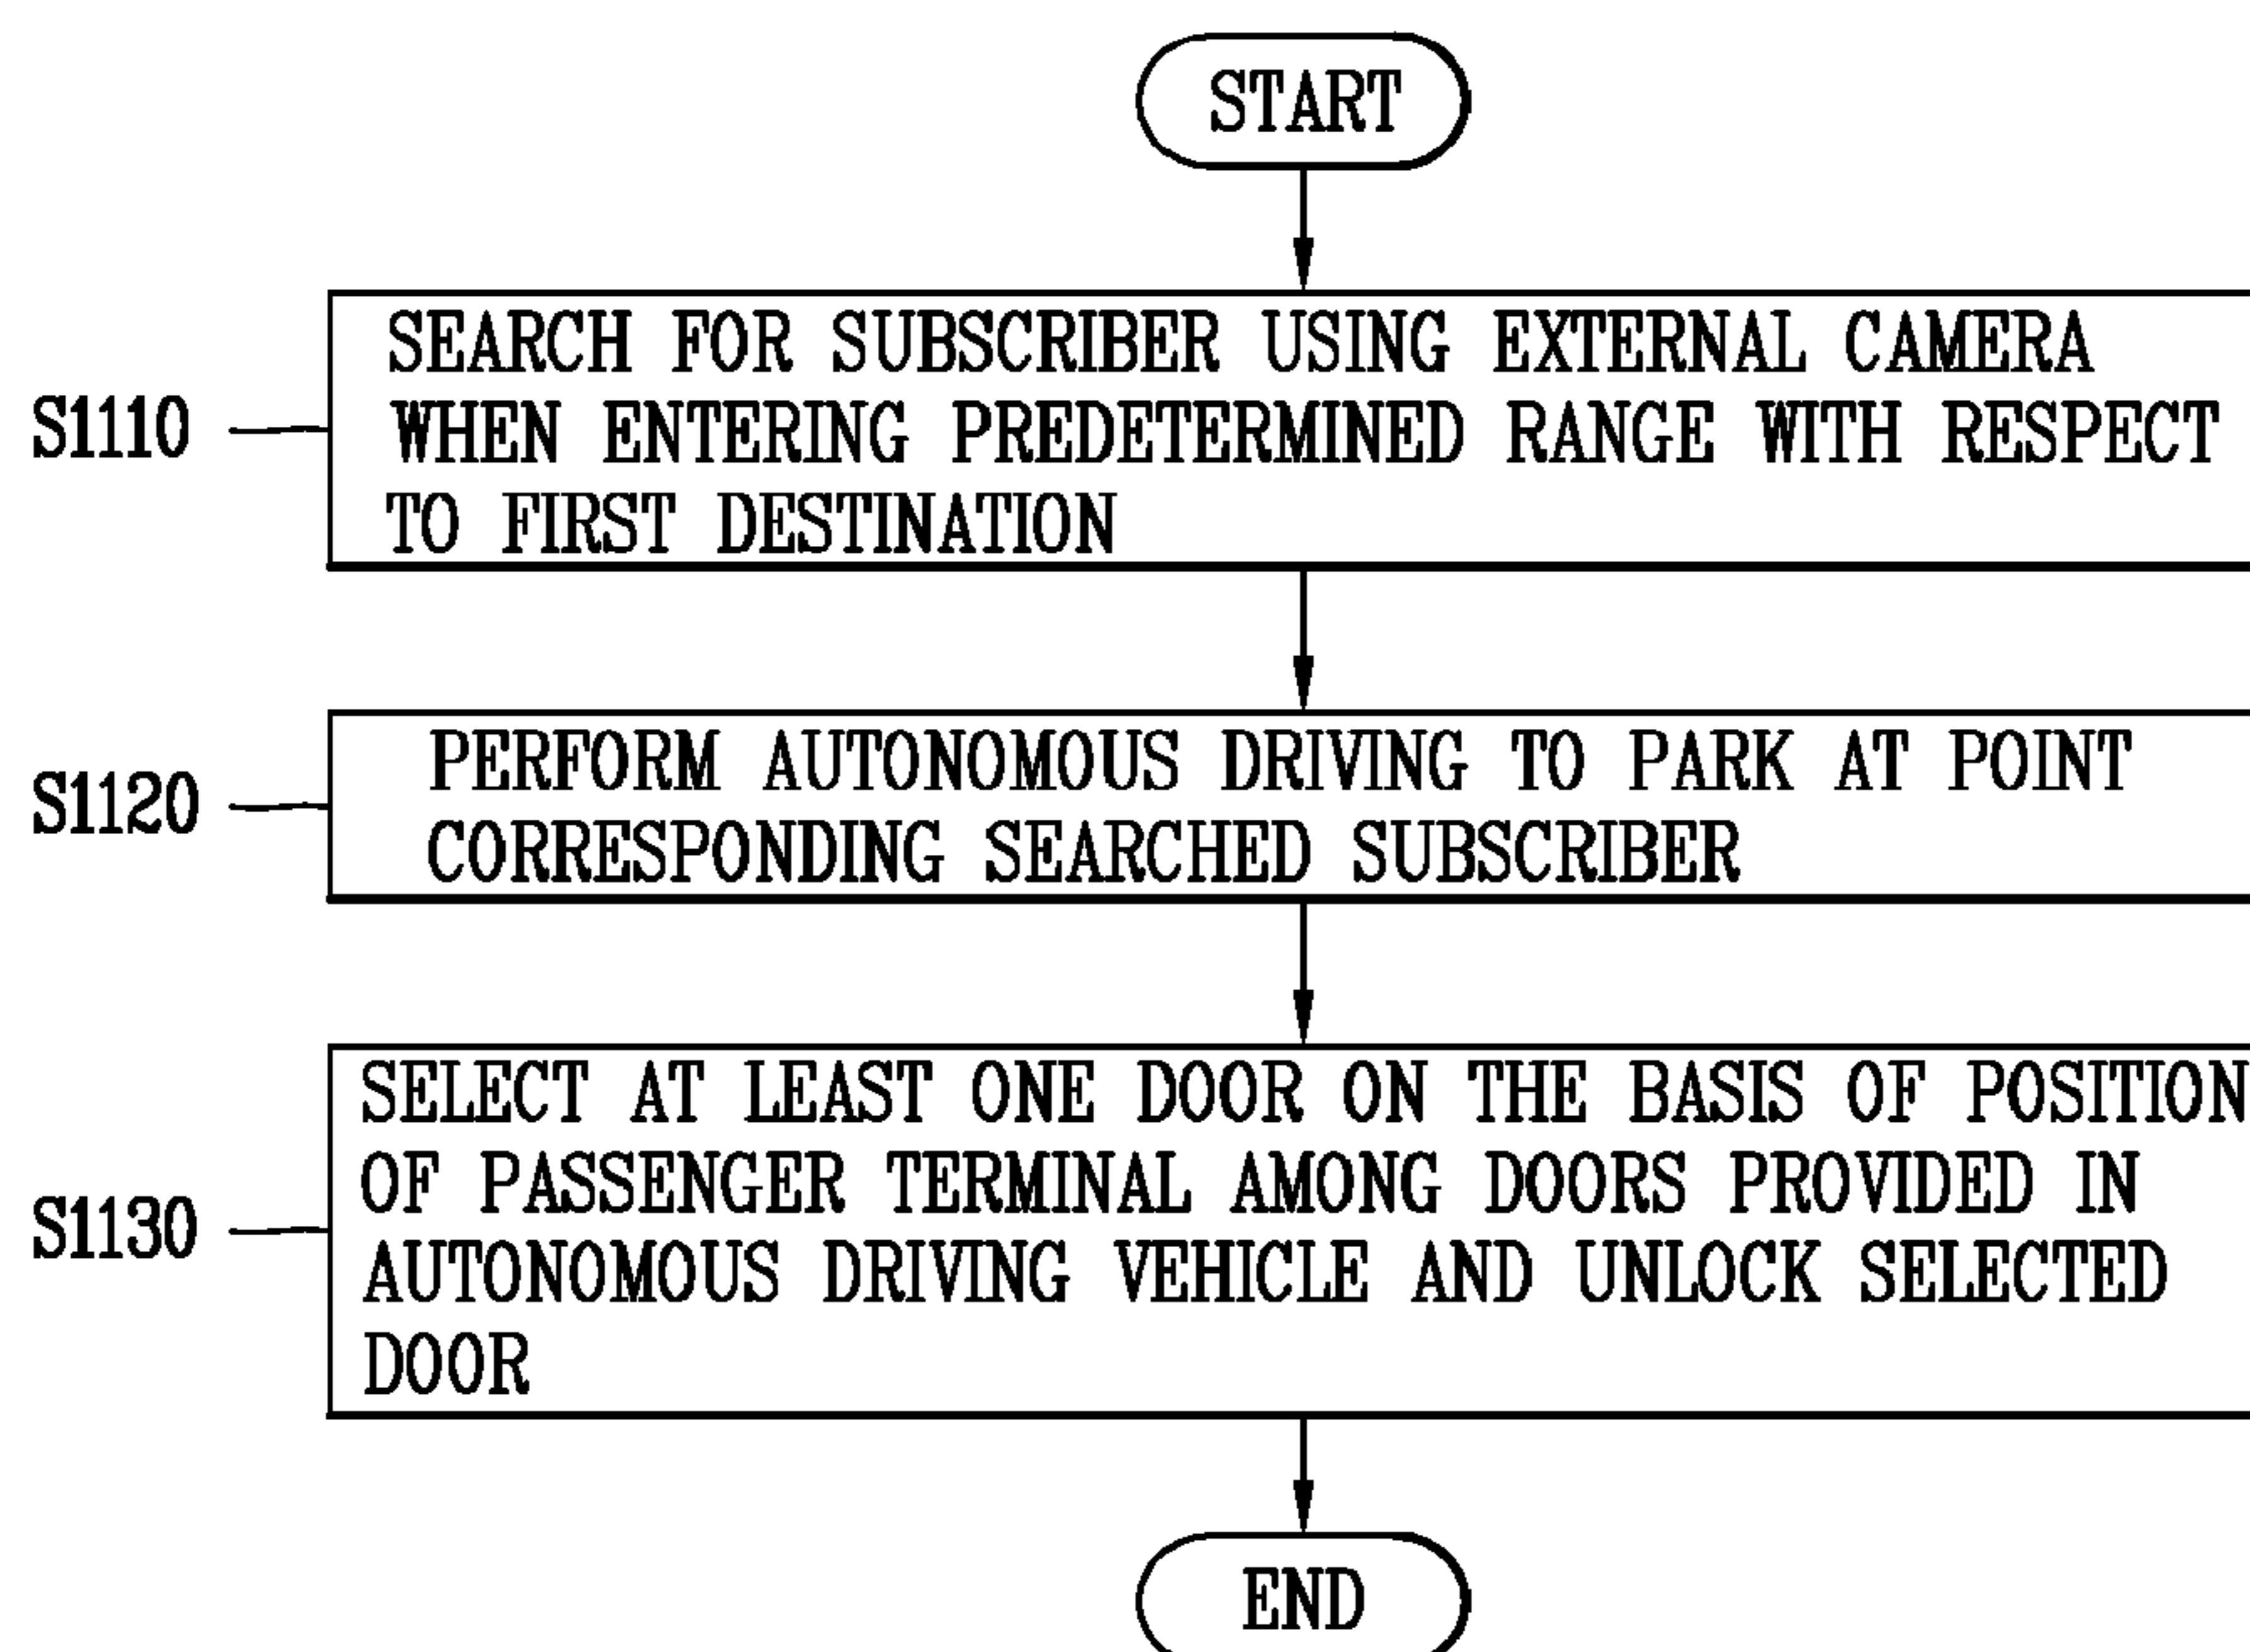 START
SEARCH FOR SUBSCRIBER USING EXTERNAL CAMERA
WHEN ENTERING PREDETERMINED RANGE WITH RESPECT
TO FIRST DESTINATION
S1110
PERFORM AUTONOMOUS DRIVING TO PARK AT POINT
CORRESPONDING SEARCHED SUBSCRIBER
S1120
SELECT AT LEAST ONE DOOR ON THE BASIS OF POSITION
OF PASSENGER TERMINAL AMONG DOORS PROVIDED IN
AUTONOMOUS DRIVING VEHICLE AND UNLOCK SELECTED
DOOR
S1130
END